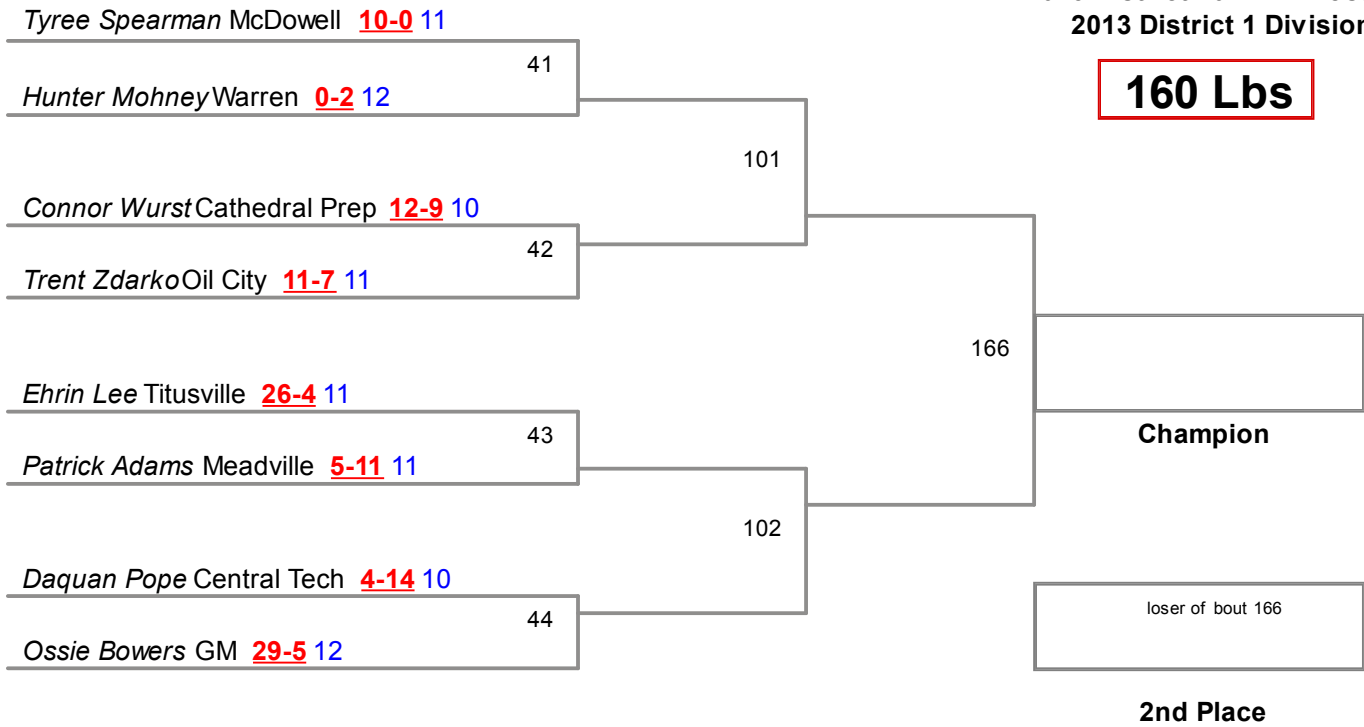 Tyree Spearman McDowell 10-0 11
2013 District 1 Division
41
160 Lbs
Hunter Mohney Warren 0-2 12
101
Connor Wurst Cathedral Prep 12-9 10
42
Trent Zdarko Oil City 11-7 11
166
Ehrin Lee Titusville 26-4 11
43
Champion
Patrick Adams Meadville 5-11 11
102
Daquan Pope Central Tech 4-14 10
loser of bout 166
44
Ossie Bowers GM 29-5 12
2nd Place